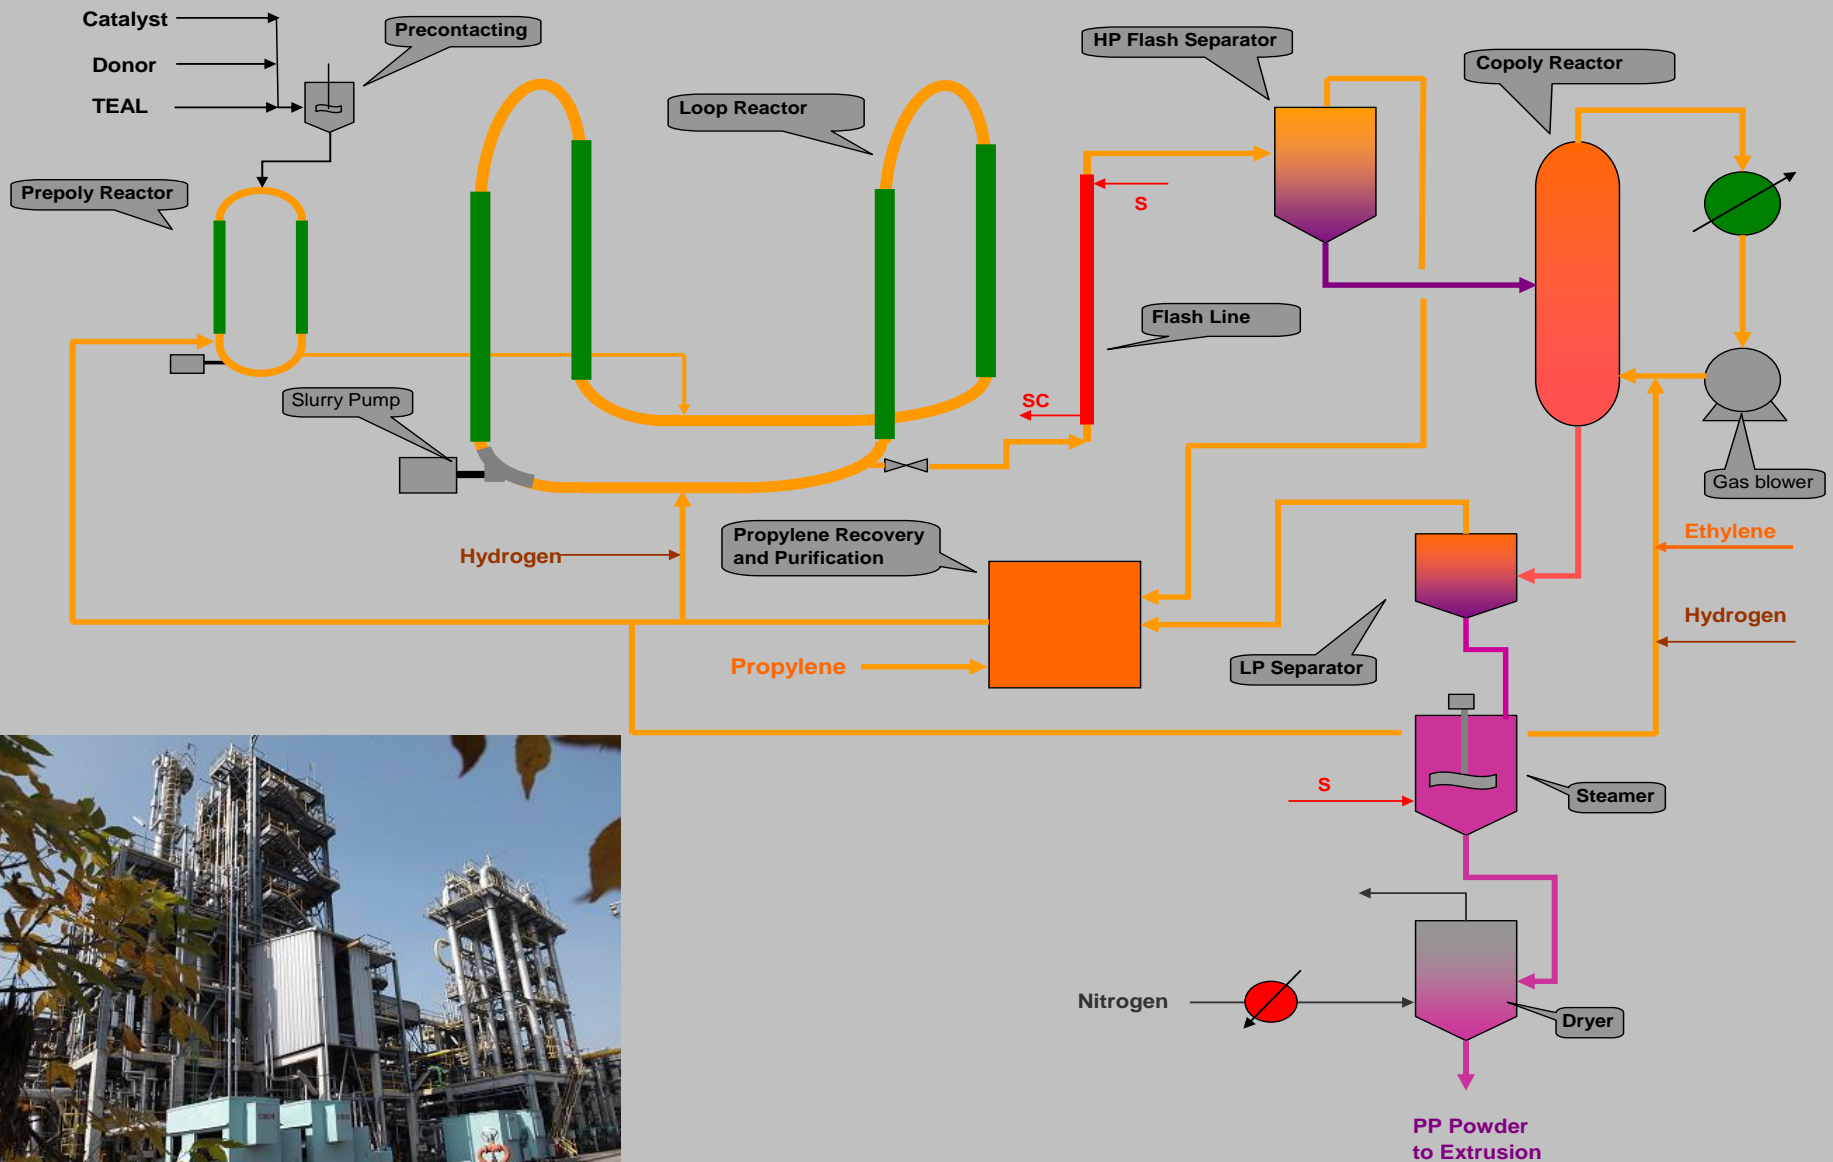 Catalyst
Precontacting
HP Flash Separator
Copoly Reactor
Donor
TEAL
Loop Reactor
Prepoly Reactor
S
Flash Line
Slurry Pump
SC
Gas blower
Propylene Recovery
and Purification
Ethylene
Hydrogen
Hydrogen
Propylene
LP Separator
S
Steamer
Nitrogen
Dryer
PP Powder
to Extrusion